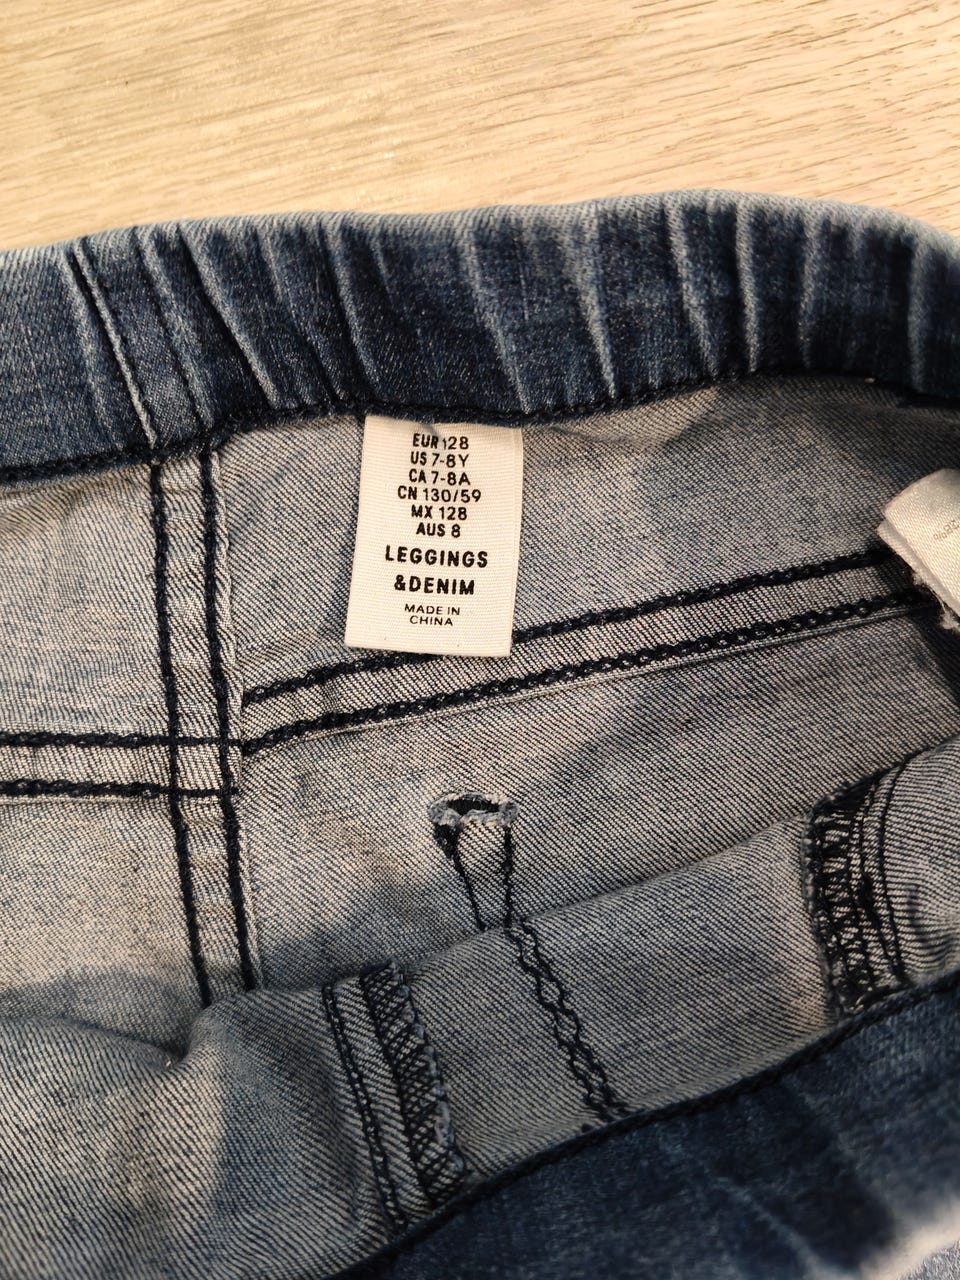 EUR 128
US 7-8Y
CA 7-8A
CN 130/59
MX 128
AUS 8
LEGGINGS
&DENIM
MADE IN
CHINA